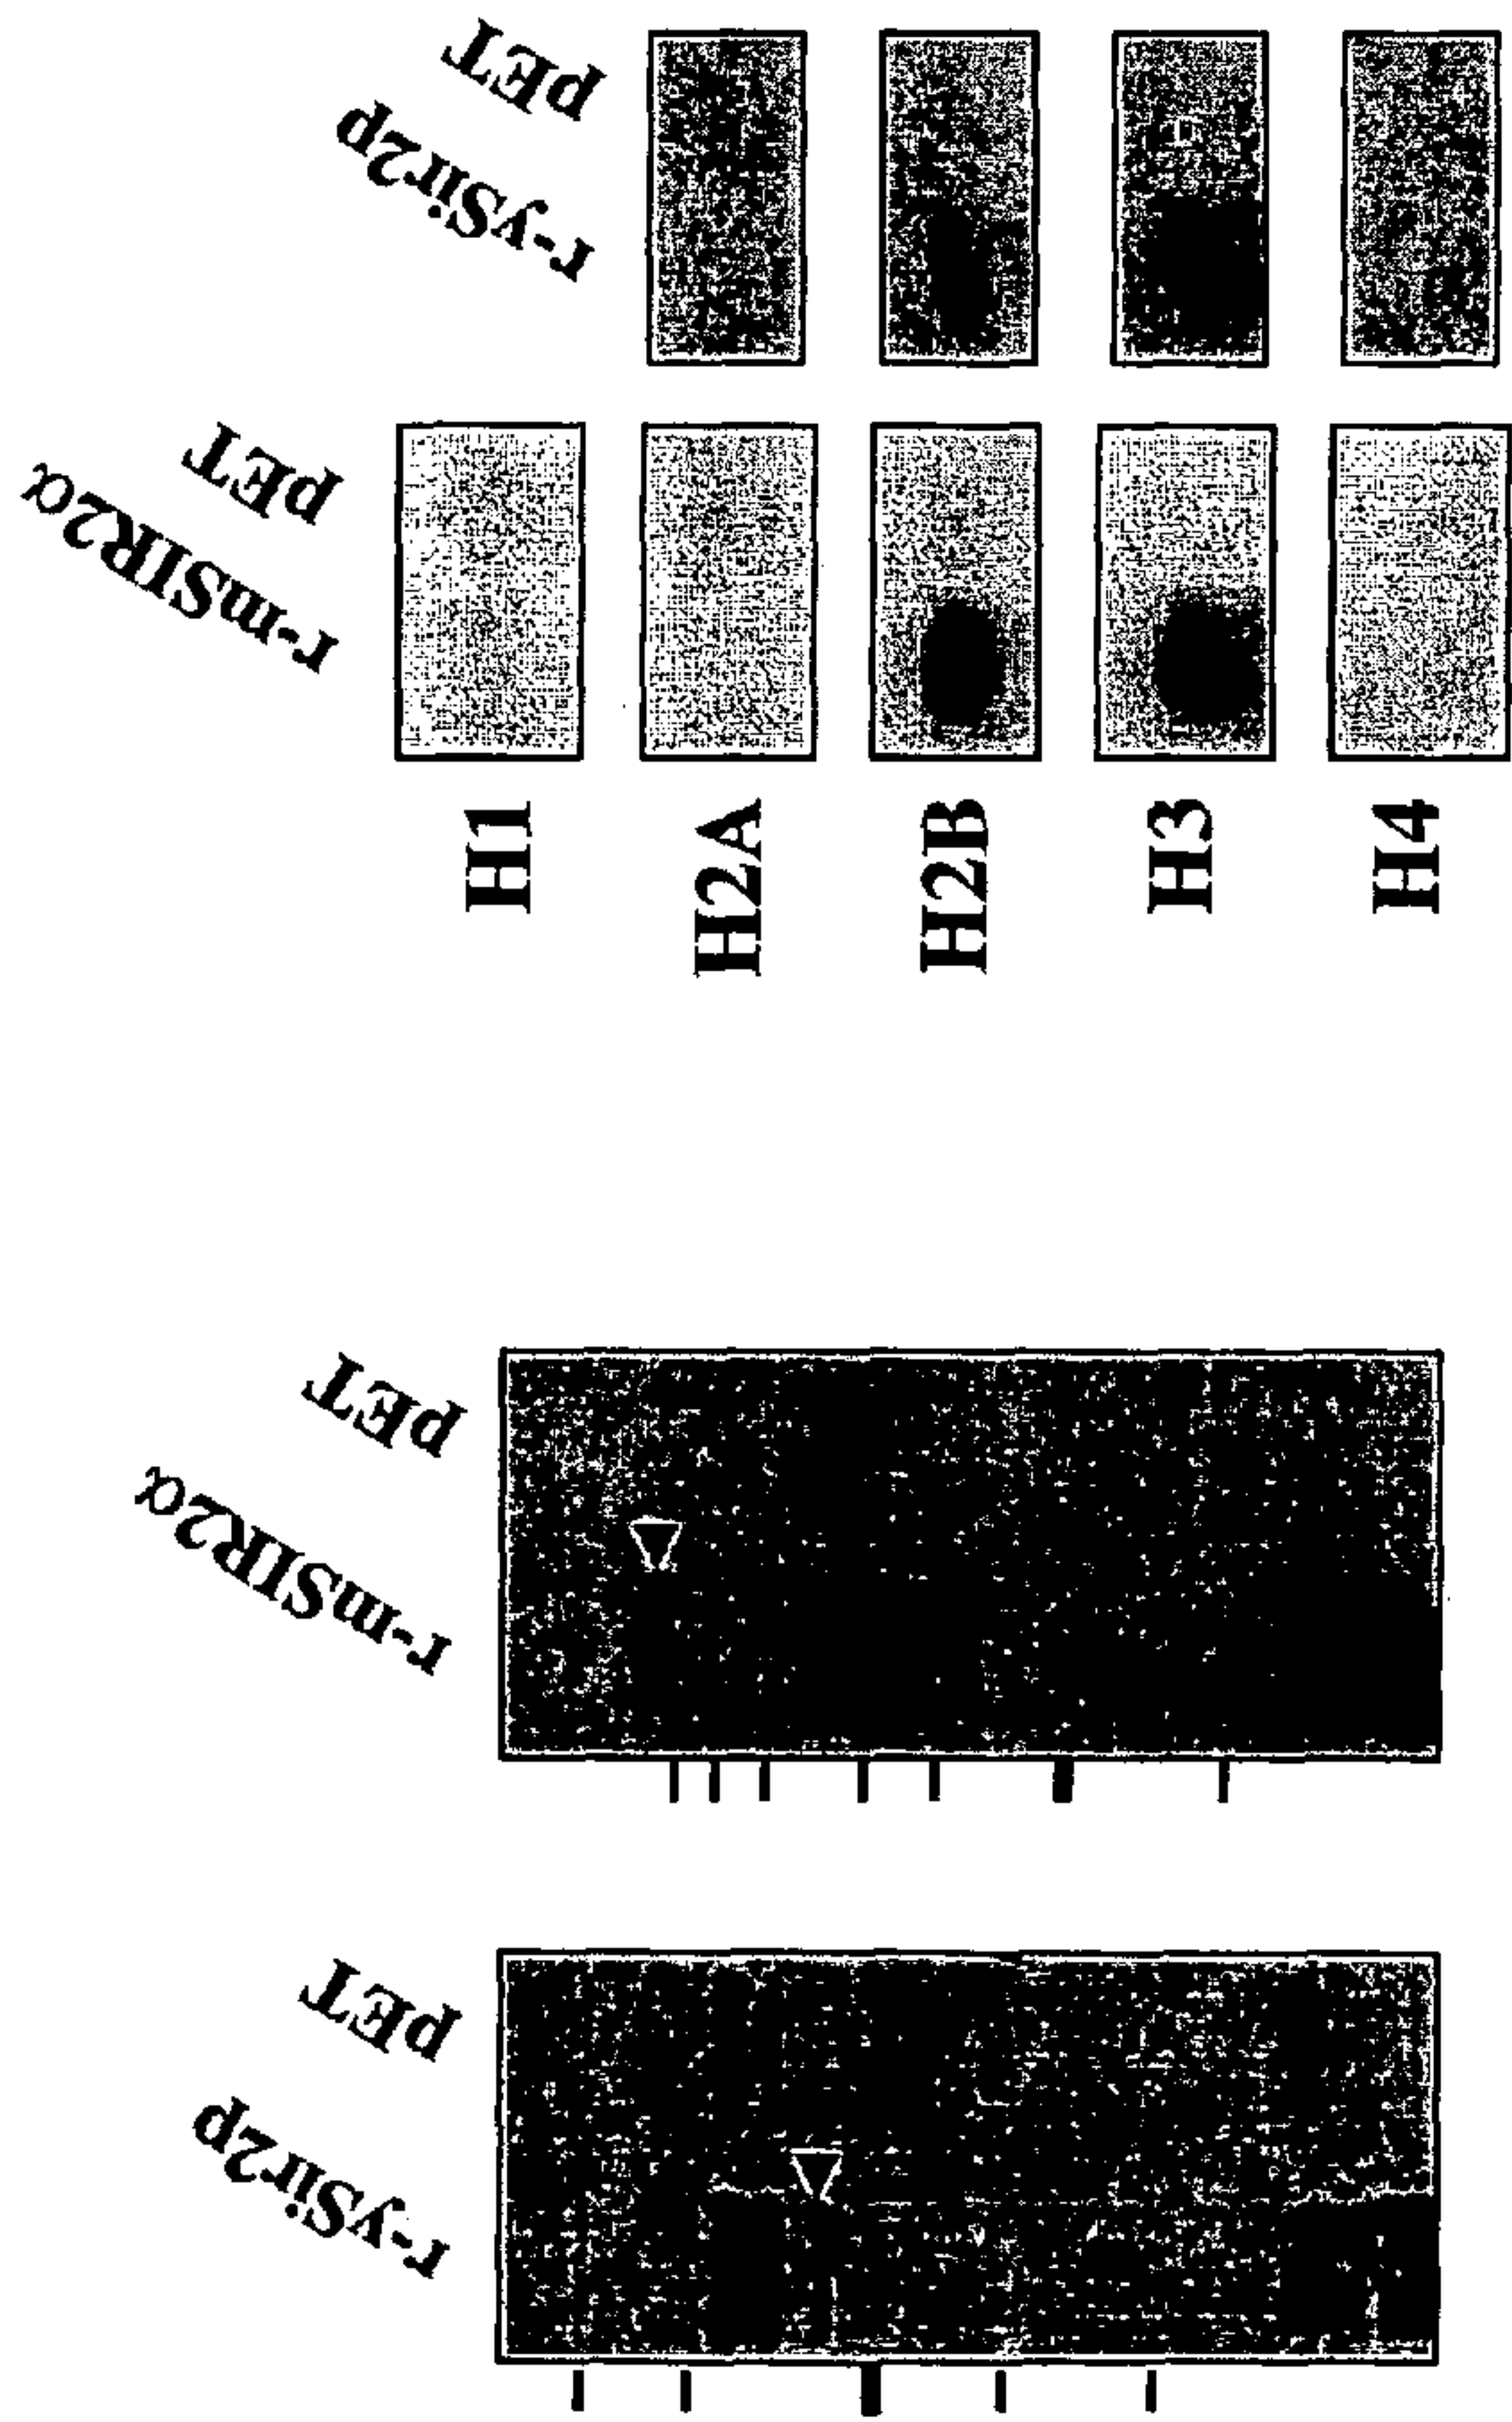 r-ySir2p
pET
r-mSIR2α
pET
r-mSIR2α
pET
r-ySir2p
pET
H1
H2A
H2B
H3
H4